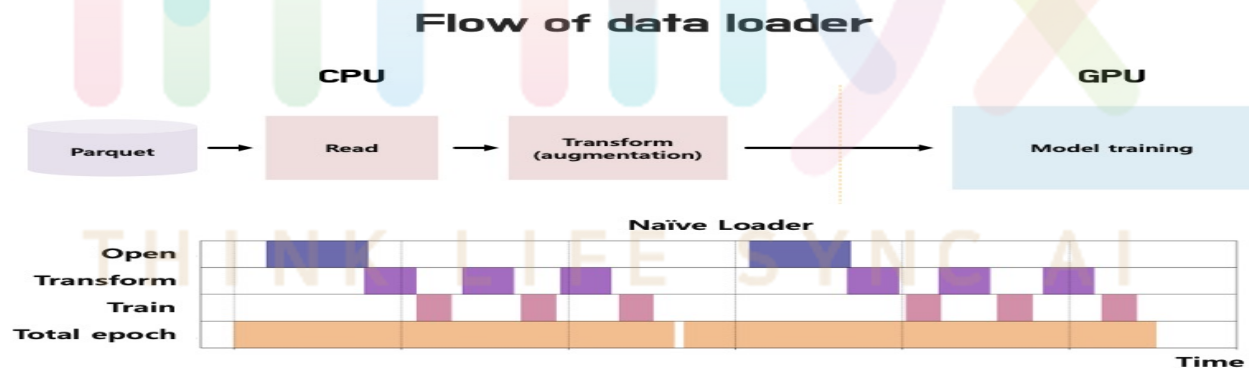 Flow of data loader
CPU
GPU
Parquet
Read
Transform
(augmentation)
Model training
Naïve Loader
Open
Transform
Train
Total epoch
Time
THINK LIFE SYNC AI